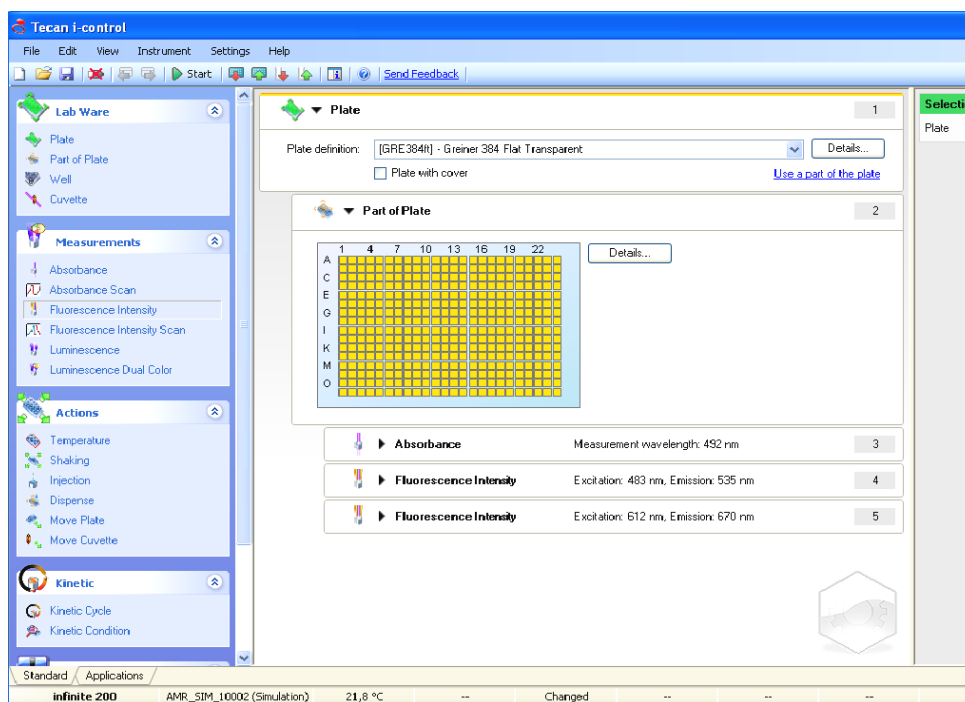 Tecan i-control
File Edit View Instrument Settings Help
Start Send Feedback
Lab Ware
Plate
Part of Plate
Well
Cuvette
Measurements
Absorbance
Absorbance Scan
Fluorescence Intensity
Fluorescence Intensity Scan
Luminescence
Luminescence Dual Color
Actions
Temperature
Shaking
Injection
Dispense
Move Plate
Move Cuvette
Kinetic
Kinetic Cycle
Kinetic Condition
Standard Applications
Plate 1
Plate definition: [GRE384ft] - Greiner 384 Flat Transparent Details...
Plate with cover Use a part of the plate
Part of Plate 2
1 4 7 10 13 16 19 22
A
C
E
G
I
K
M
O
Details...
Absorbance Measurement wavelength: 492 nm 3
Fluorescence Intensity Excitation: 483 nm, Emission: 535 nm 4
Fluorescence Intensity Excitation: 612 nm, Emission: 670 nm 5
Selecti
Plate
infinite 200 AMR_SIM_10002 (Simulation) 21,8 °C -- Changed -- -- --